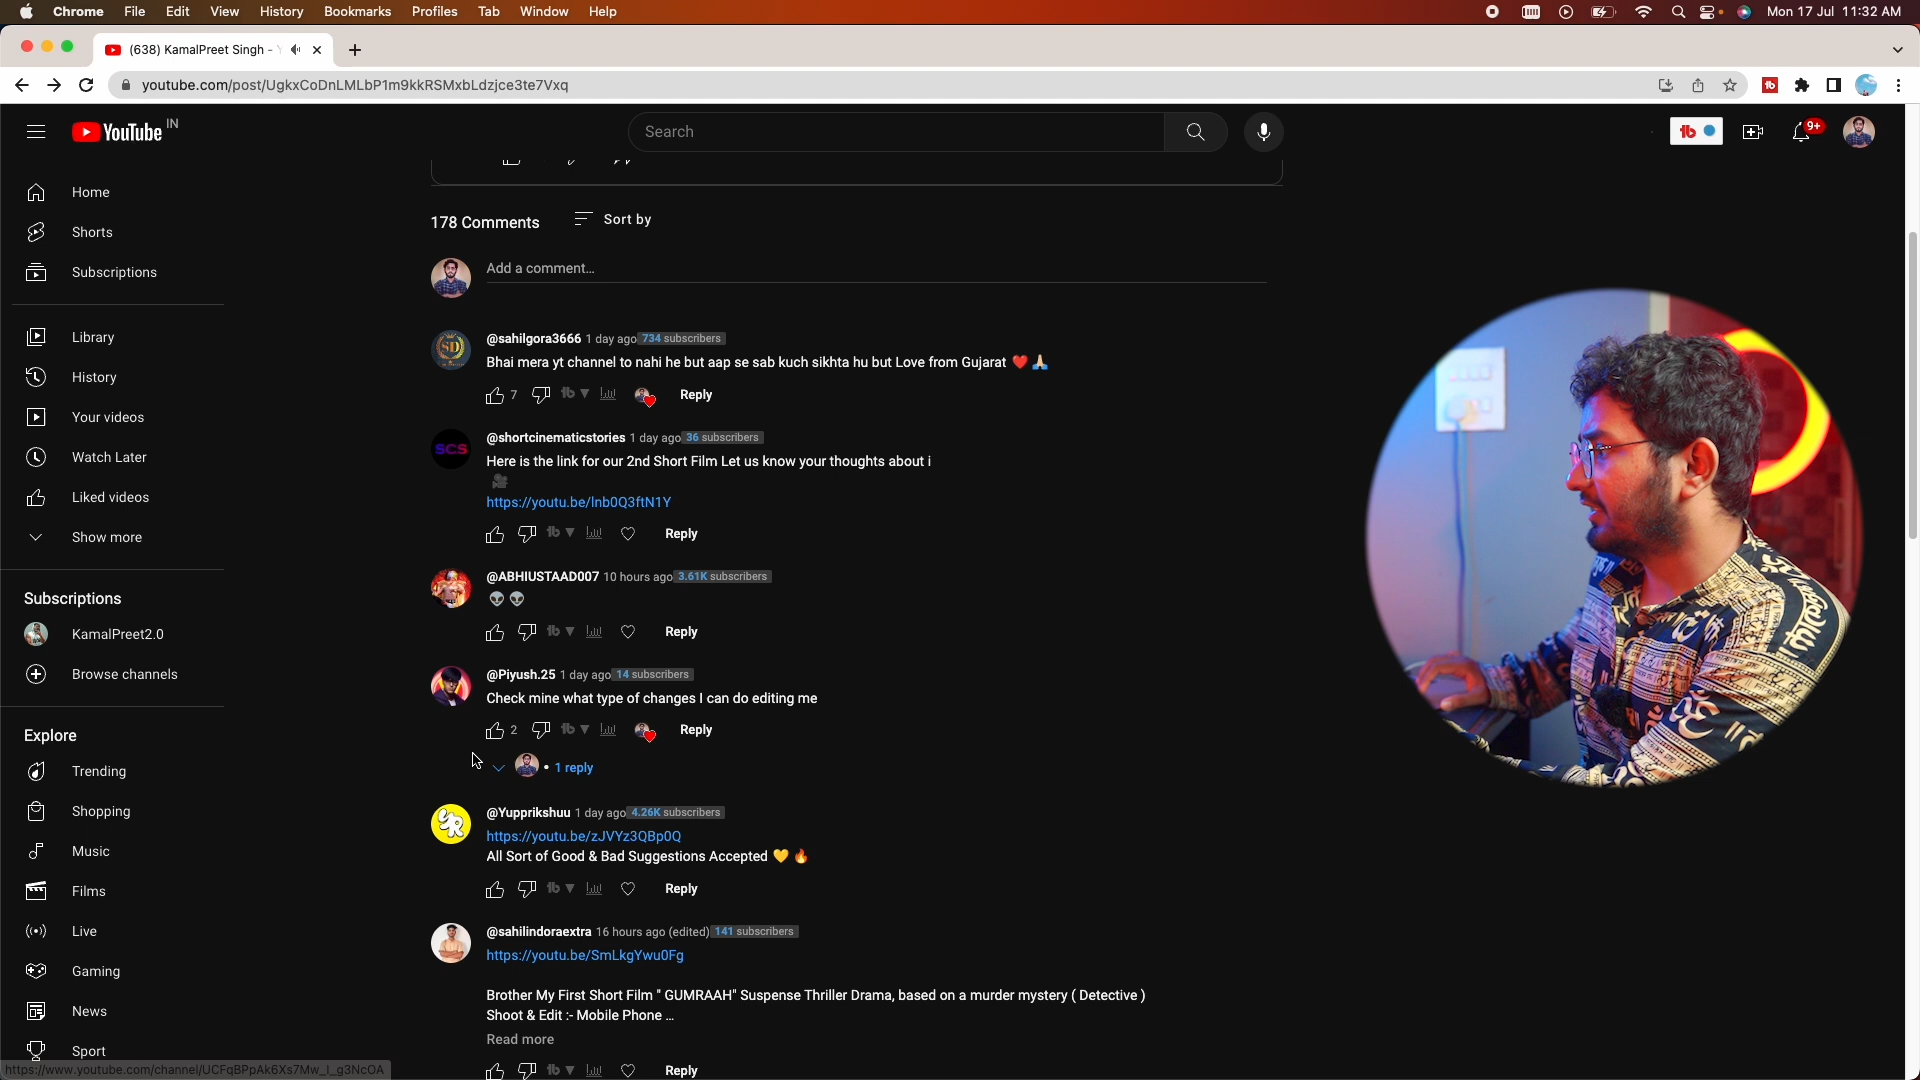 Chrome File Edit View History Bookmarks Profiles Tab Window Help Mon 17 Jul 11:32 AM
(638) KamalPreet Singh -
youtube.com/post/UgkxCoDnLMLbP1m9kkRSMxbLdzjce3te7Vxq
YouTube IN
Search
9+
Home
Shorts
Subscriptions
Library
History
Your videos
Watch Later
Liked videos
Show more
Subscriptions
KamalPreet2.0
Browse channels
Explore
Trending
Shopping
Music
Films
Live
Gaming
News
Sport
https://www.youtube.com/channel/UCFqBPpAk6Xs7Mw_l_g3NcOA
178 Comments Sort by
Add a comment...
@sahilgora3666 1 day ago 734 subscribers
Bhai mera yt channel to nahi he but aap se sab kuch sikhta hu but Love from Gujarat ❤️🙏
7 Reply
SCS
@shortcinematicstories 1 day ago 36 subscribers
Here is the link for our 2nd Short Film Let us know your thoughts about i
🎥
https://youtu.be/lnb0Q3ftN1Y
Reply
@ABHIUSTAAD007 10 hours ago 3.61K subscribers
👽👽
Reply
@Piyush.25 1 day ago 14 subscribers
Check mine what type of changes I can do editing me
2 Reply
• 1 reply
@Yupprikshuu 1 day ago 4.26K subscribers
https://youtu.be/zJVYz3QBp0Q
All Sort of Good & Bad Suggestions Accepted 💛🔥
Reply
@sahilindoraextra 16 hours ago (edited) 141 subscribers
https://youtu.be/SmLkgYwu0Fg
Brother My First Short Film " GUMRAAH" Suspense Thriller Drama, based on a murder mystery ( Detective )
Shoot & Edit :- Mobile Phone ...
Read more
Reply